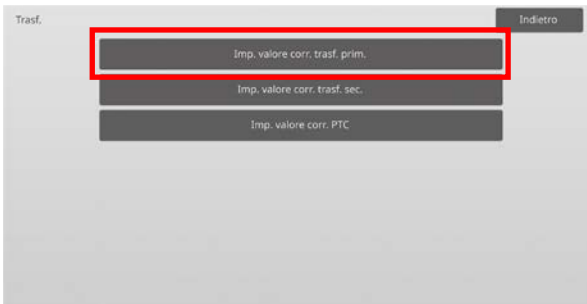 Trasf.
Indietro
Imp. valore corr. trasf. prim.
Imp. valore corr. trasf. sec.
Imp. valore corr. PTC